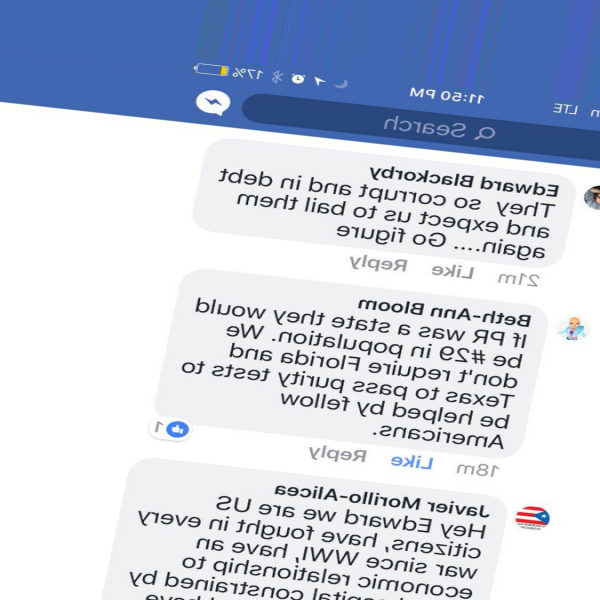 LTE 11:50 PM 17%
Search
Edward Blackorby
They so corrupt and in debt
and expect us to bail them
again.... Go figure
21m Like Reply
Beth-Ann Bloom
If PR was a state they would
be #29 in population. We
don't require Florida and
Texas to pass purity tests to
be helped by fellow
Americans.
1
18m Like Reply
Javier Morillo-Alicea
Hey Edward we are US
citizens, have fought in every
war since WWI, have an
economic relationship to
constrained by